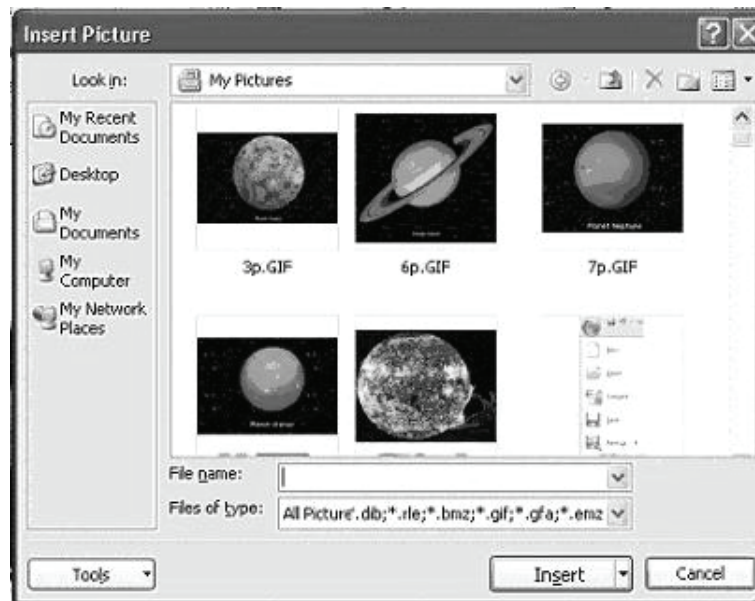 Insert Picture
Look in:
My Pictures
My Recent
Documents
Desktop
My
Documents
My
Computer
My Network
Places
3p.GIF
6p.GIF
7p.GIF
Planet Neptune
File name:
Files of type:
All Picture'.dib;*.rle;*.bmz;*.gif;*.gfa;*.emz
Tools
Insert
Cancel